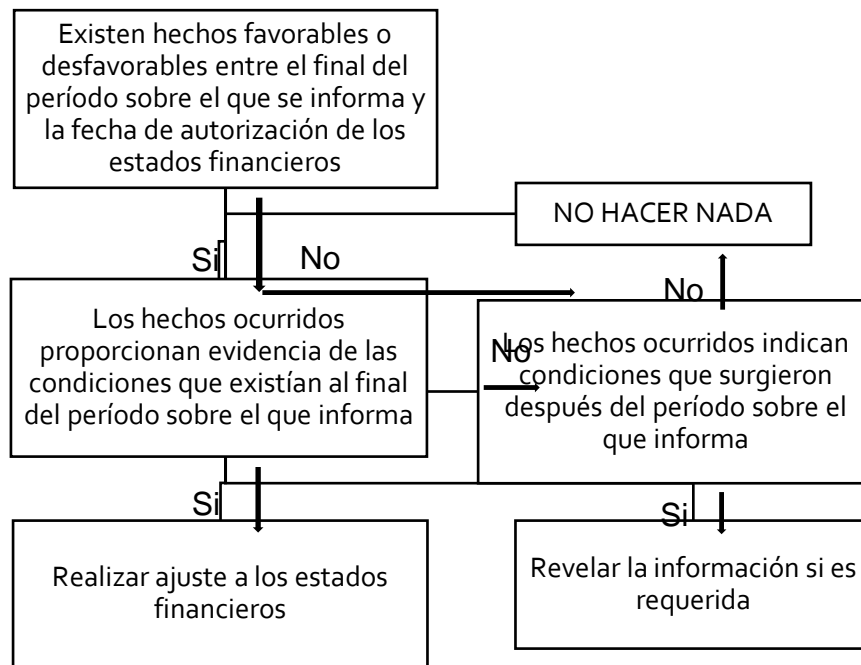 Existen hechos favorables o
desfavorables entre el final del
período sobre el que se informa y
la fecha de autorización de los
estados financieros
NO HACER NADA
Si
No
No
Los hechos ocurridos
proporcionan evidencia de las
condiciones que existían al final
del período sobre el que informa
No
Los hechos ocurridos indican
condiciones que surgieron
después del período sobre el
que informa
Si
Si
Realizar ajuste a los estados
financieros
Revelar la información si es
requerida